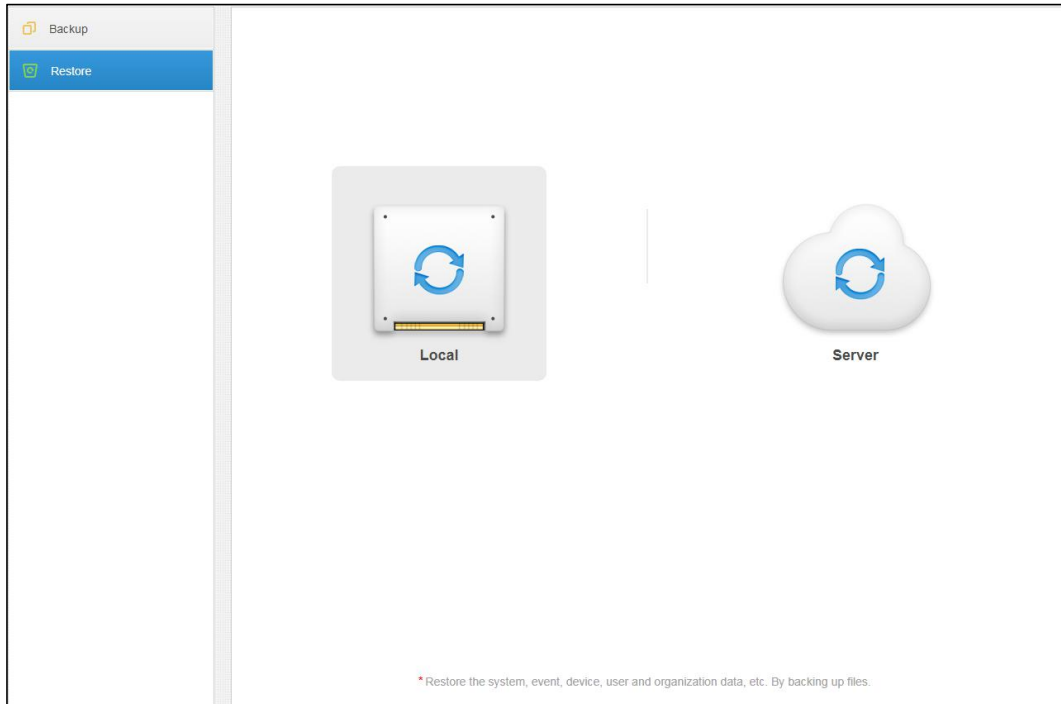 Backup
Restore
Local
Server
* Restore the system, event, device, user and organization data, etc. By backing up files.